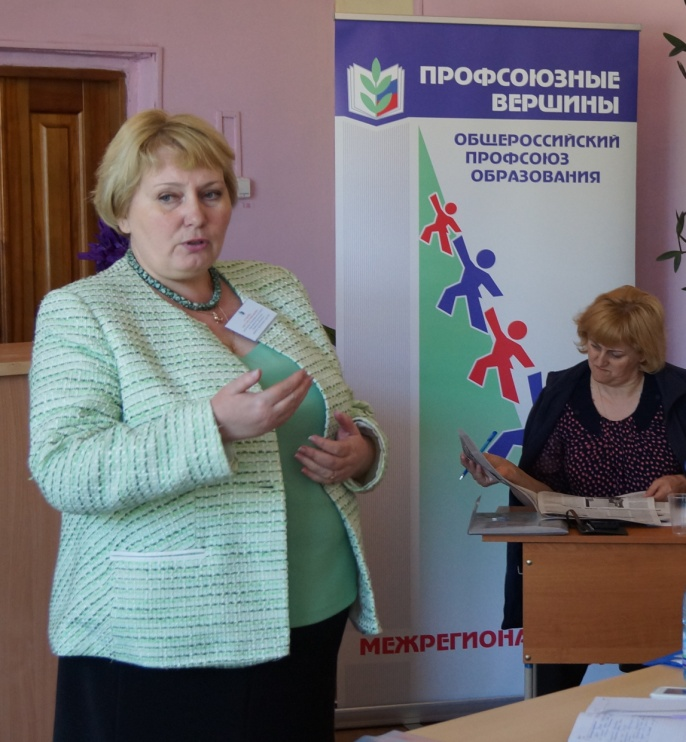 ПРОФСОЮЗНЫЕ
ВЕРШИНЫ
ОБЩЕРОССИЙСКИЙ
ПРОФСОЮЗ
ОБРАЗОВАНИЯ
МЕЖРЕГИОНА